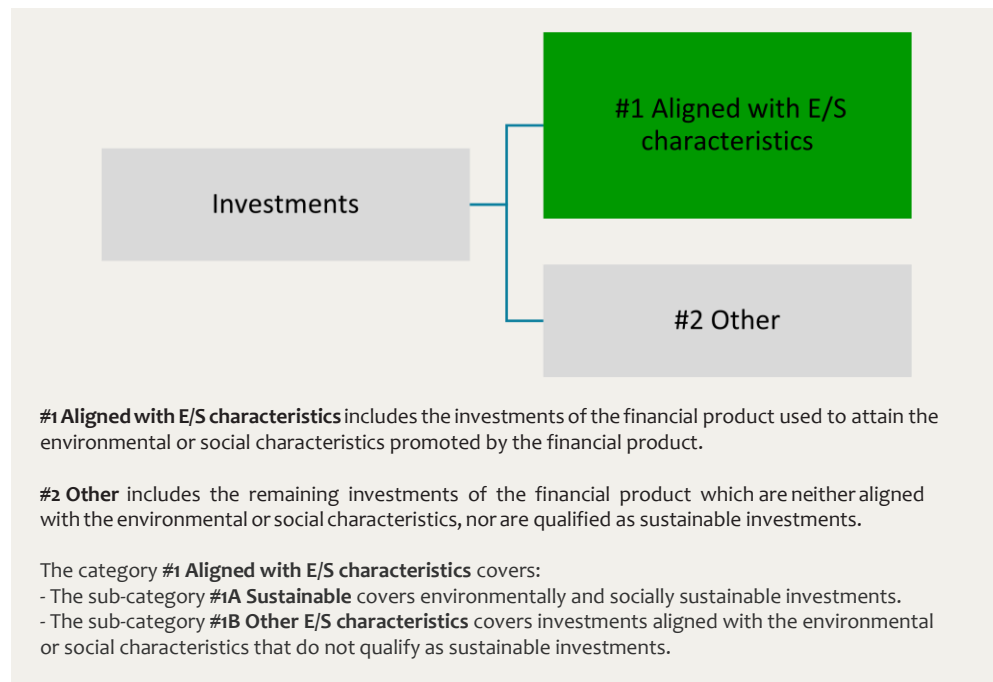 #1 Aligned with E/S
characteristics
Investments
#2 Other
#1 Aligned with E/S characteristics includes the investments of the financial product used to attain the
environmental or social characteristics promoted by the financial product.
#2 Other includes the remaining investments of the financial product which are neither aligned
with the environmental or social characteristics, nor are qualified as sustainable investments.
The category #1 Aligned with E/S characteristics covers:
- The sub-category #1A Sustainable covers environmentally and socially sustainable investments.
- The sub-category #1B Other E/S characteristics covers investments aligned with the environmental
or social characteristics that do not qualify as sustainable investments.